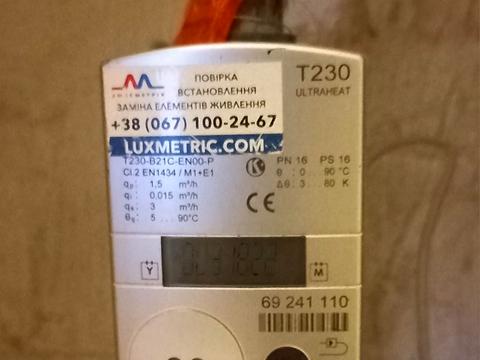 ПОВІРКА
ВСТАНОВЛЕННЯ
ЗАМІНА ЕЛЕМЕНТІВ ЖИВЛЕННЯ
+38 (067) 100-24-67
LUXMETRIC.COM
T230
ULTRAHEAT
T230-B21C-EN00-P
Cl.2 EN1434 / M1+E1
qp: 1,5 m³/h
qi: 0,015 m³/h
qs: 3 m³/h
θq: 5 ... 90°C
PN 16 PS 16
θ : 0 ... 90 °C
Δθ: 3 ... 80 K
CE
Y
M
69 241 110